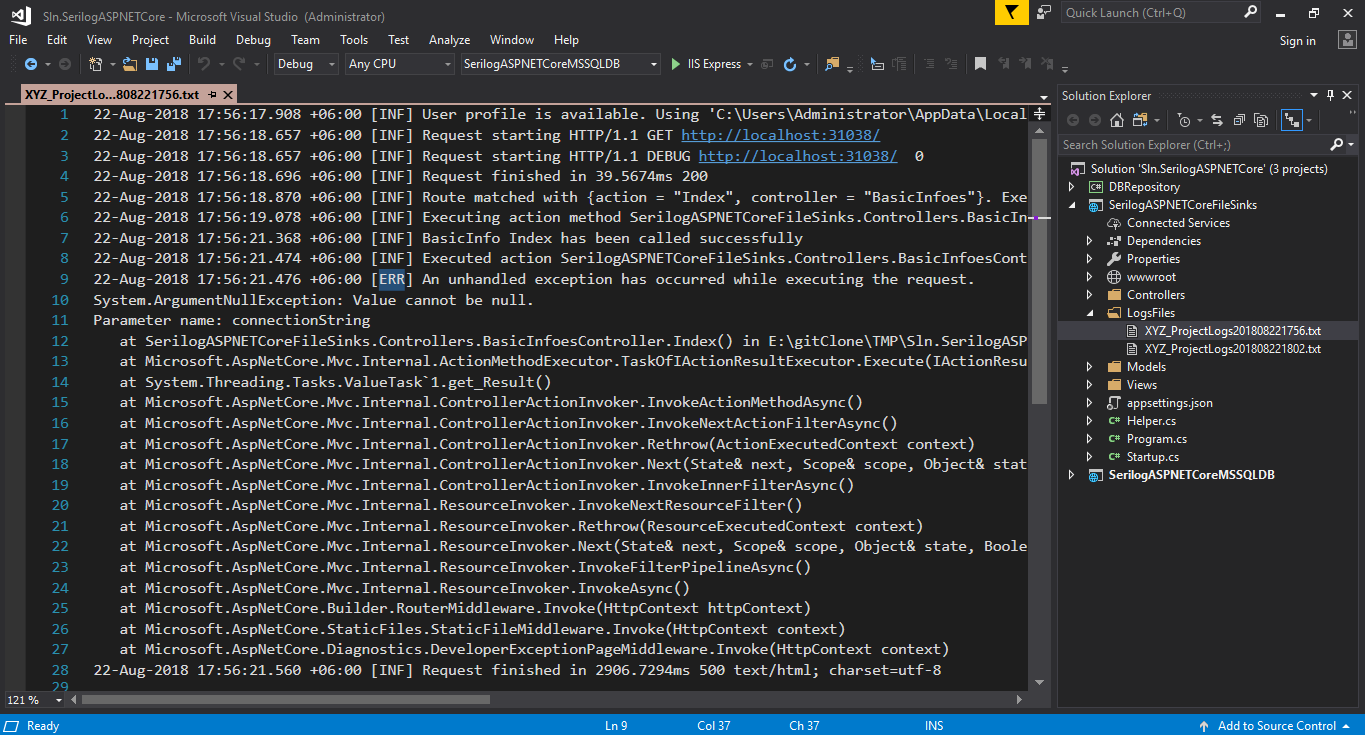 Sln.SerilogASPNETCore - Microsoft Visual Studio (Administrator)
Quick Launch (Ctrl+Q)
File Edit View Project Build Debug Team Tools Test Analyze Window Help
Sign in
Debug Any CPU SerilogASPNETCoreMSSQLDB IIS Express
XYZ_ProjectLo...808221756.txt
1 22-Aug-2018 17:56:17.908 +06:00 [INF] User profile is available. Using 'C:\Users\Administrator\AppData\Local
2 22-Aug-2018 17:56:18.657 +06:00 [INF] Request starting HTTP/1.1 GET http://localhost:31038/
3 22-Aug-2018 17:56:18.657 +06:00 [INF] Request starting HTTP/1.1 DEBUG http://localhost:31038/ 0
4 22-Aug-2018 17:56:18.696 +06:00 [INF] Request finished in 39.5674ms 200
5 22-Aug-2018 17:56:18.870 +06:00 [INF] Route matched with {action = "Index", controller = "BasicInfoes"}. Exe
6 22-Aug-2018 17:56:19.078 +06:00 [INF] Executing action method SerilogASPNETCoreFileSinks.Controllers.BasicIn
7 22-Aug-2018 17:56:21.368 +06:00 [INF] BasicInfo Index has been called successfully
8 22-Aug-2018 17:56:21.474 +06:00 [INF] Executed action SerilogASPNETCoreFileSinks.Controllers.BasicInfoesCont
9 22-Aug-2018 17:56:21.476 +06:00 [ERR] An unhandled exception has occurred while executing the request.
10 System.ArgumentNullException: Value cannot be null.
11 Parameter name: connectionString
12 at SerilogASPNETCoreFileSinks.Controllers.BasicInfoesController.Index() in E:\gitClone\TMP\Sln.SerilogASP
13 at Microsoft.AspNetCore.Mvc.Internal.ActionMethodExecutor.TaskOfIActionResultExecutor.Execute(IActionResu
14 at System.Threading.Tasks.ValueTask`1.get_Result()
15 at Microsoft.AspNetCore.Mvc.Internal.ControllerActionInvoker.InvokeActionMethodAsync()
16 at Microsoft.AspNetCore.Mvc.Internal.ControllerActionInvoker.InvokeNextActionFilterAsync()
17 at Microsoft.AspNetCore.Mvc.Internal.ControllerActionInvoker.Rethrow(ActionExecutedContext context)
18 at Microsoft.AspNetCore.Mvc.Internal.ControllerActionInvoker.Next(State& next, Scope& scope, Object& stat
19 at Microsoft.AspNetCore.Mvc.Internal.ControllerActionInvoker.InvokeInnerFilterAsync()
20 at Microsoft.AspNetCore.Mvc.Internal.ResourceInvoker.InvokeNextResourceFilter()
21 at Microsoft.AspNetCore.Mvc.Internal.ResourceInvoker.Rethrow(ResourceExecutedContext context)
22 at Microsoft.AspNetCore.Mvc.Internal.ResourceInvoker.Next(State& next, Scope& scope, Object& state, Boole
23 at Microsoft.AspNetCore.Mvc.Internal.ResourceInvoker.InvokeFilterPipelineAsync()
24 at Microsoft.AspNetCore.Mvc.Internal.ResourceInvoker.InvokeAsync()
25 at Microsoft.AspNetCore.Builder.RouterMiddleware.Invoke(HttpContext httpContext)
26 at Microsoft.AspNetCore.StaticFiles.StaticFileMiddleware.Invoke(HttpContext context)
27 at Microsoft.AspNetCore.Diagnostics.DeveloperExceptionPageMiddleware.Invoke(HttpContext context)
28 22-Aug-2018 17:56:21.560 +06:00 [INF] Request finished in 2906.7294ms 500 text/html; charset=utf-8
29
121 %
Solution Explorer
Search Solution Explorer (Ctrl+;)
Solution 'Sln.SerilogASPNETCore' (3 projects)
C# DBRepository
SerilogASPNETCoreFileSinks
Connected Services
Dependencies
Properties
wwwroot
Controllers
LogsFiles
XYZ_ProjectLogs201808221756.txt
XYZ_ProjectLogs201808221802.txt
Models
Views
appsettings.json
C# Helper.cs
C# Program.cs
C# Startup.cs
SerilogASPNETCoreMSSQLDB
Ready Ln 9 Col 37 Ch 37 INS Add to Source Control